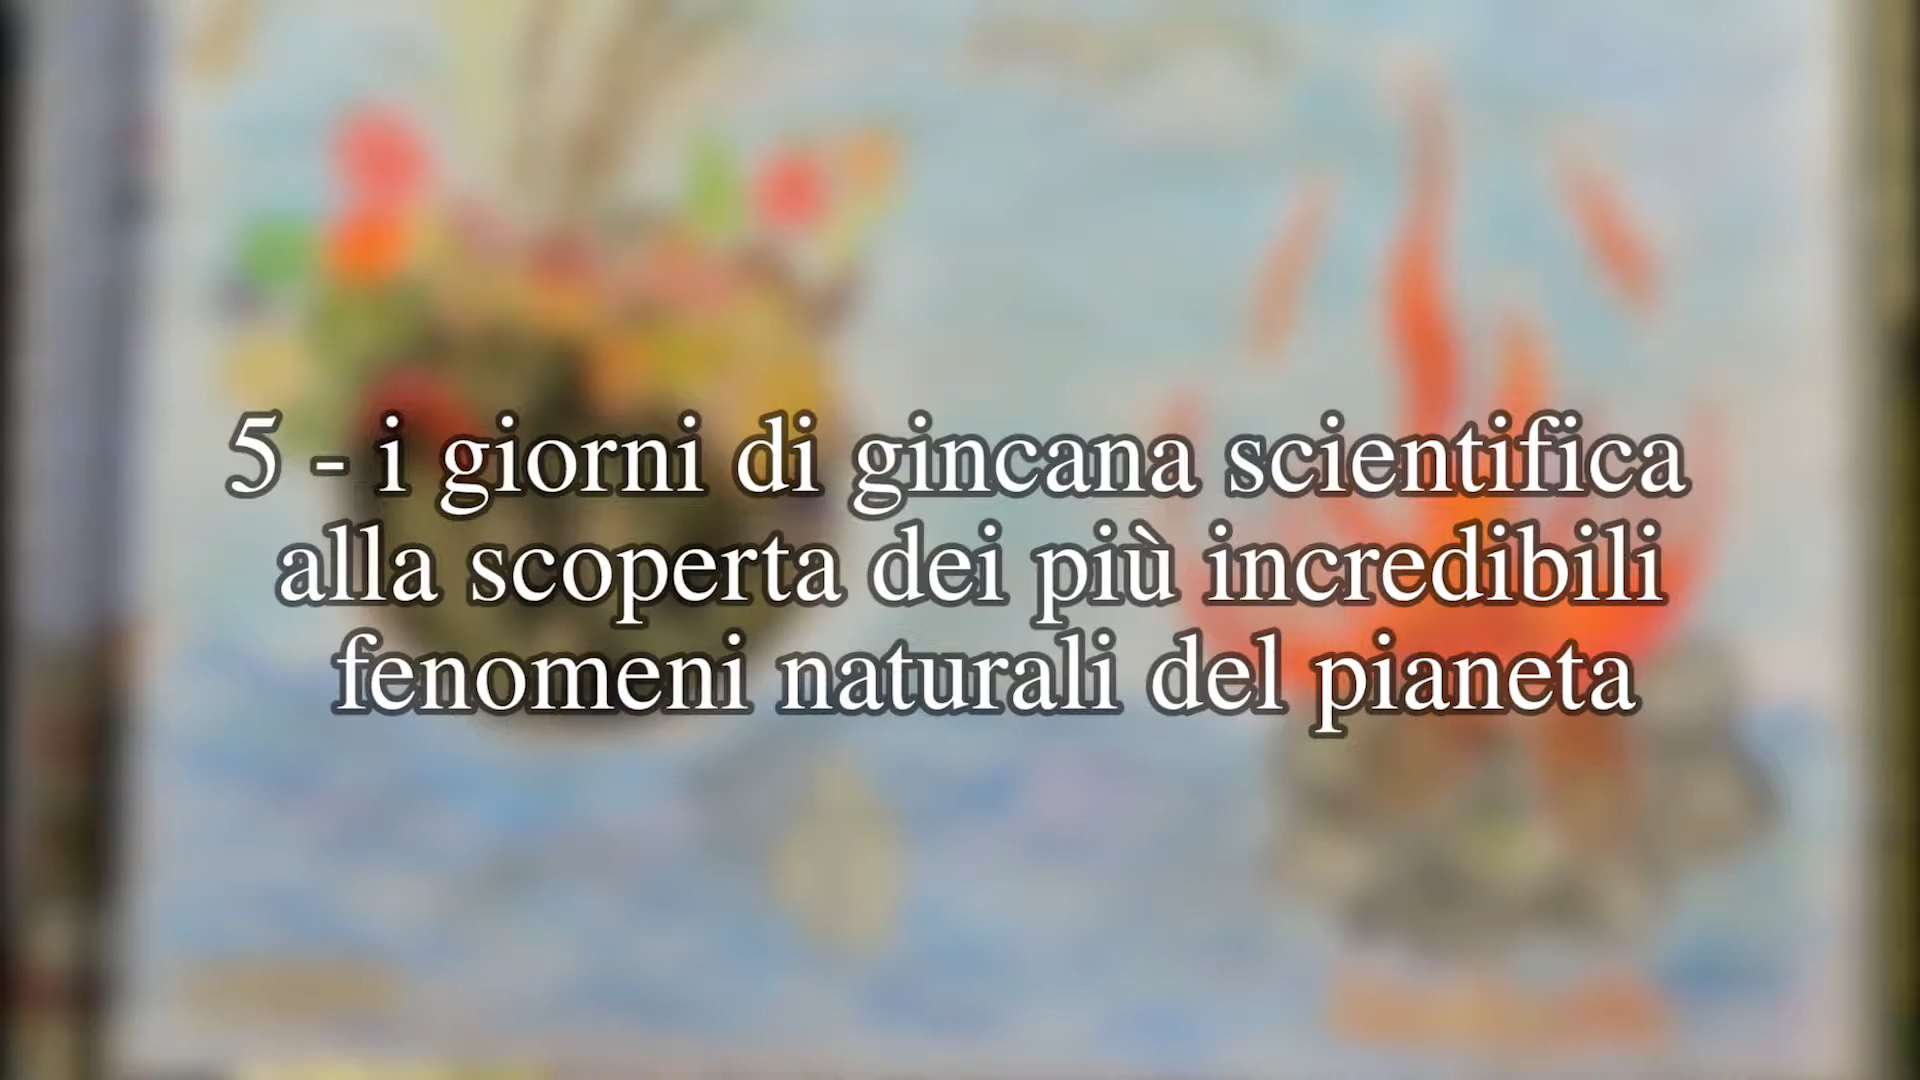 5 - i giorni di gincana scientifica
alla scoperta dei più incredibili
fenomeni naturali del pianeta